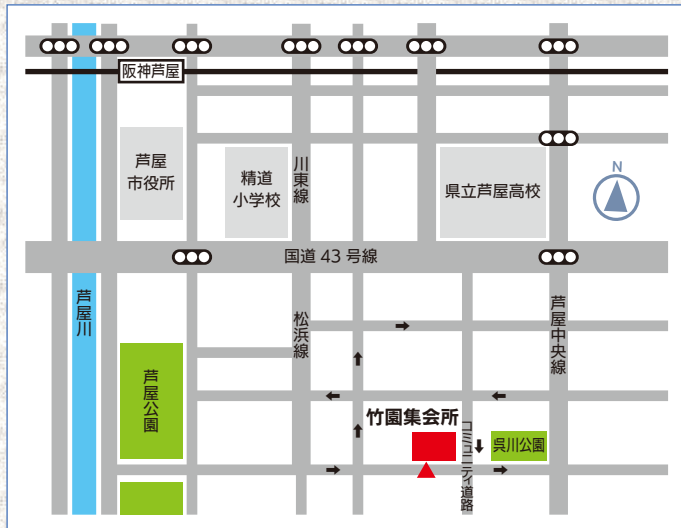 阪神芦屋
芦屋
市役所
精道
小学校
川東線
県立芦屋高校
N
国道 43 号線
芦屋川
松浜線
芦屋中央線
芦屋公園
竹園集会所
コミュニティ道路
呉川公園